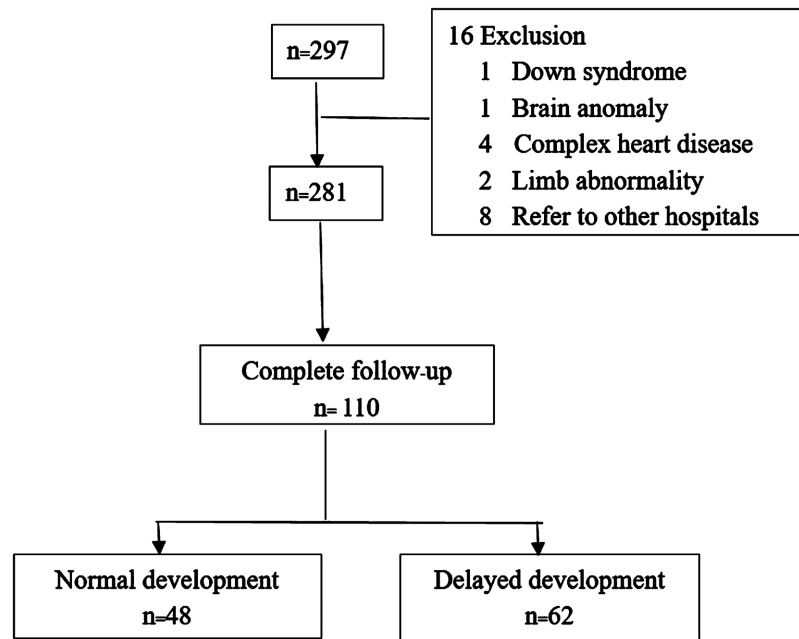 n=297
16 Exclusion
1 Down syndrome
1 Brain anomaly
4 Complex heart disease
2 Limb abnormality
8 Refer to other hospitals
n=281
Complete follow-up
n= 110
Normal development
n=48
Delayed development
n=62